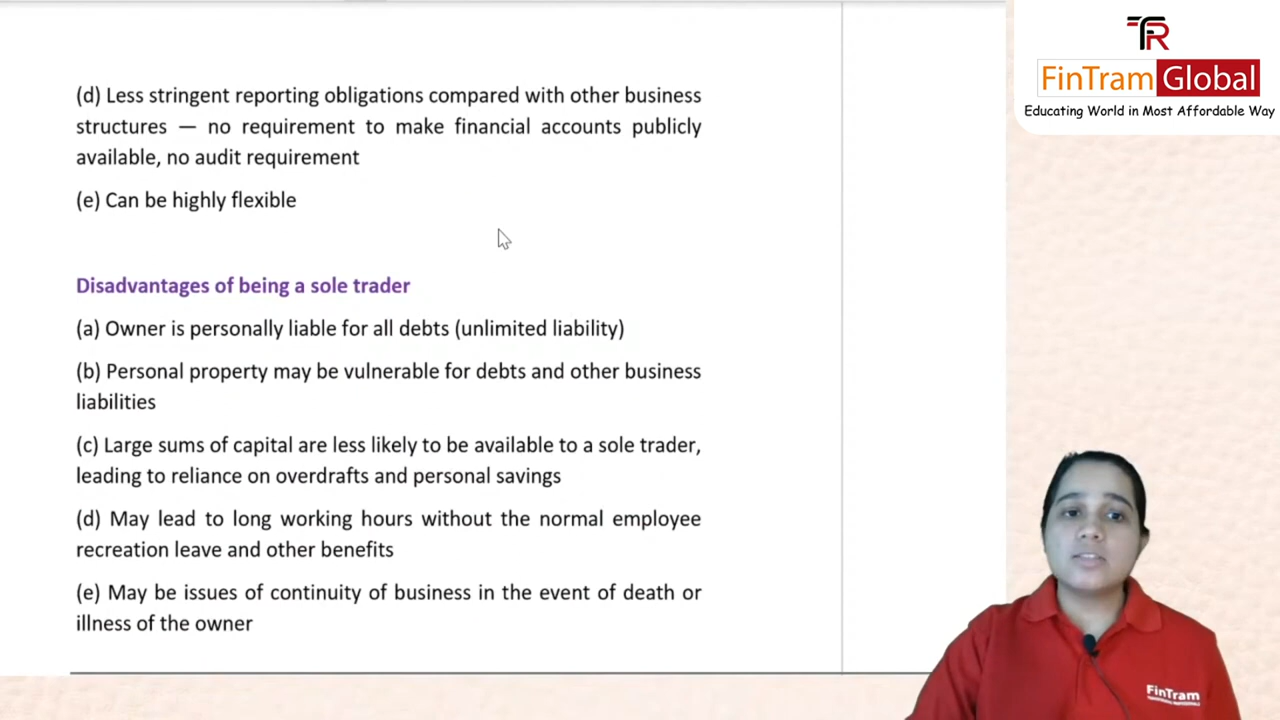 (d) Less stringent reporting obligations compared with other business
structures — no requirement to make financial accounts publicly
available, no audit requirement
(e) Can be highly flexible
Disadvantages of being a sole trader
(a) Owner is personally liable for all debts (unlimited liability)
(b) Personal property may be vulnerable for debts and other business
liabilities
(c) Large sums of capital are less likely to be available to a sole trader,
leading to reliance on overdrafts and personal savings
(d) May lead to long working hours without the normal employee
recreation leave and other benefits
(e) May be issues of continuity of business in the event of death or
illness of the owner
FinTram Global
Educating World in Most Affordable Way
FinTram